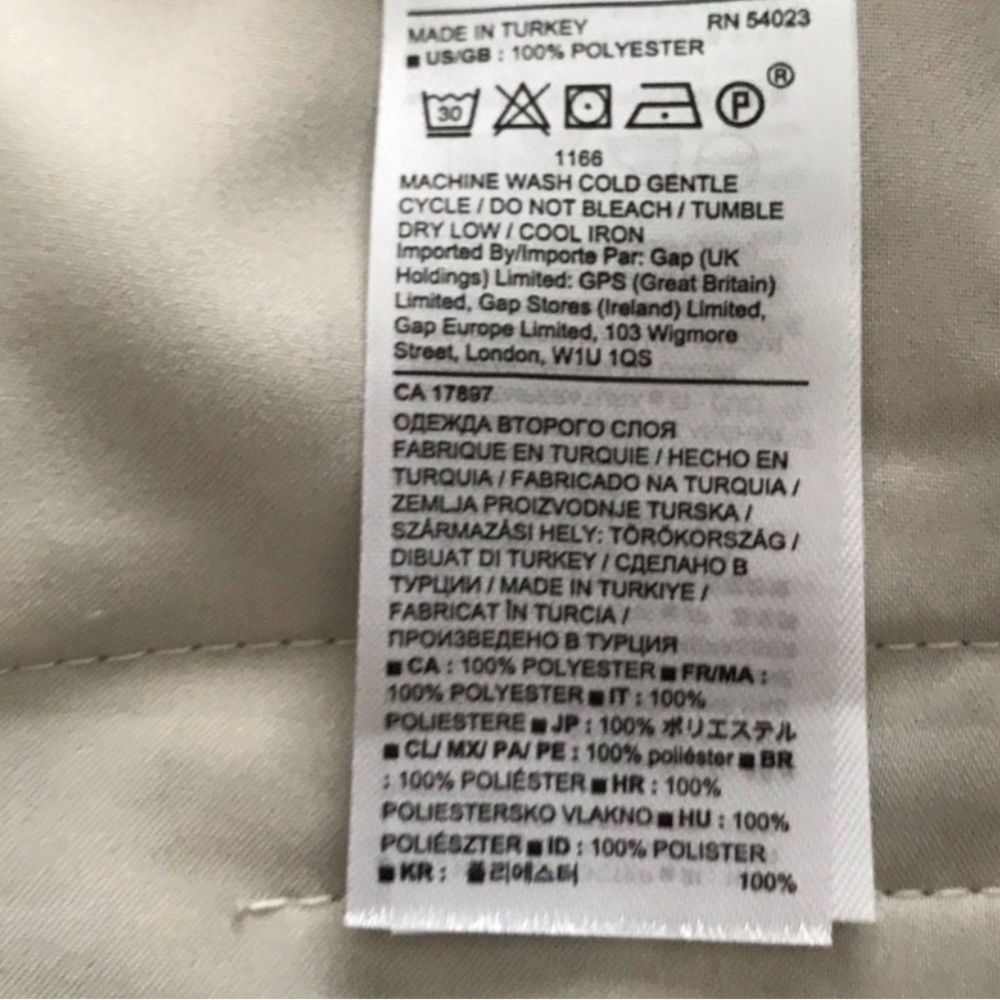 MADE IN TURKEY RN 54023
■ US/GB : 100% POLYESTER
30 P ®
1166
MACHINE WASH COLD GENTLE
CYCLE / DO NOT BLEACH / TUMBLE
DRY LOW / COOL IRON
Imported By/Importe Par: Gap (UK
Holdings) Limited: GPS (Great Britain)
Limited, Gap Stores (Ireland) Limited,
Gap Europe Limited, 103 Wigmore
Street, London, W1U 1QS
CA 17897
ОДЕЖДА ВТОРОГО СЛОЯ
FABRIQUE EN TURQUIE / HECHO EN
TURQUIA / FABRICADO NA TURQUIA /
ZEMLJA PROIZVODNJE TURSKA /
SZÁRMAZÁSI HELY: TÖRÖKORSZÁG /
DIBUAT DI TURKEY / СДЕЛАНО В
ТУРЦИИ / MADE IN TURKIYE /
FABRICAT ÎN TURCIA /
ПРОИЗВЕДЕНО В ТУРЦИЯ
■ CA : 100% POLYESTER ■ FR/MA :
100% POLYESTER ■ IT : 100%
POLIESTERE ■ JP : 100% ポリエステル
■ CL/ MX/ PA/ PE : 100% poliéster ■ BR
: 100% POLIÉSTER ■ HR : 100%
POLIESTERSKO VLAKNO ■ HU : 100%
POLIÉSZTER ■ ID : 100% POLISTER
■ KR : 폴리에스터 100%